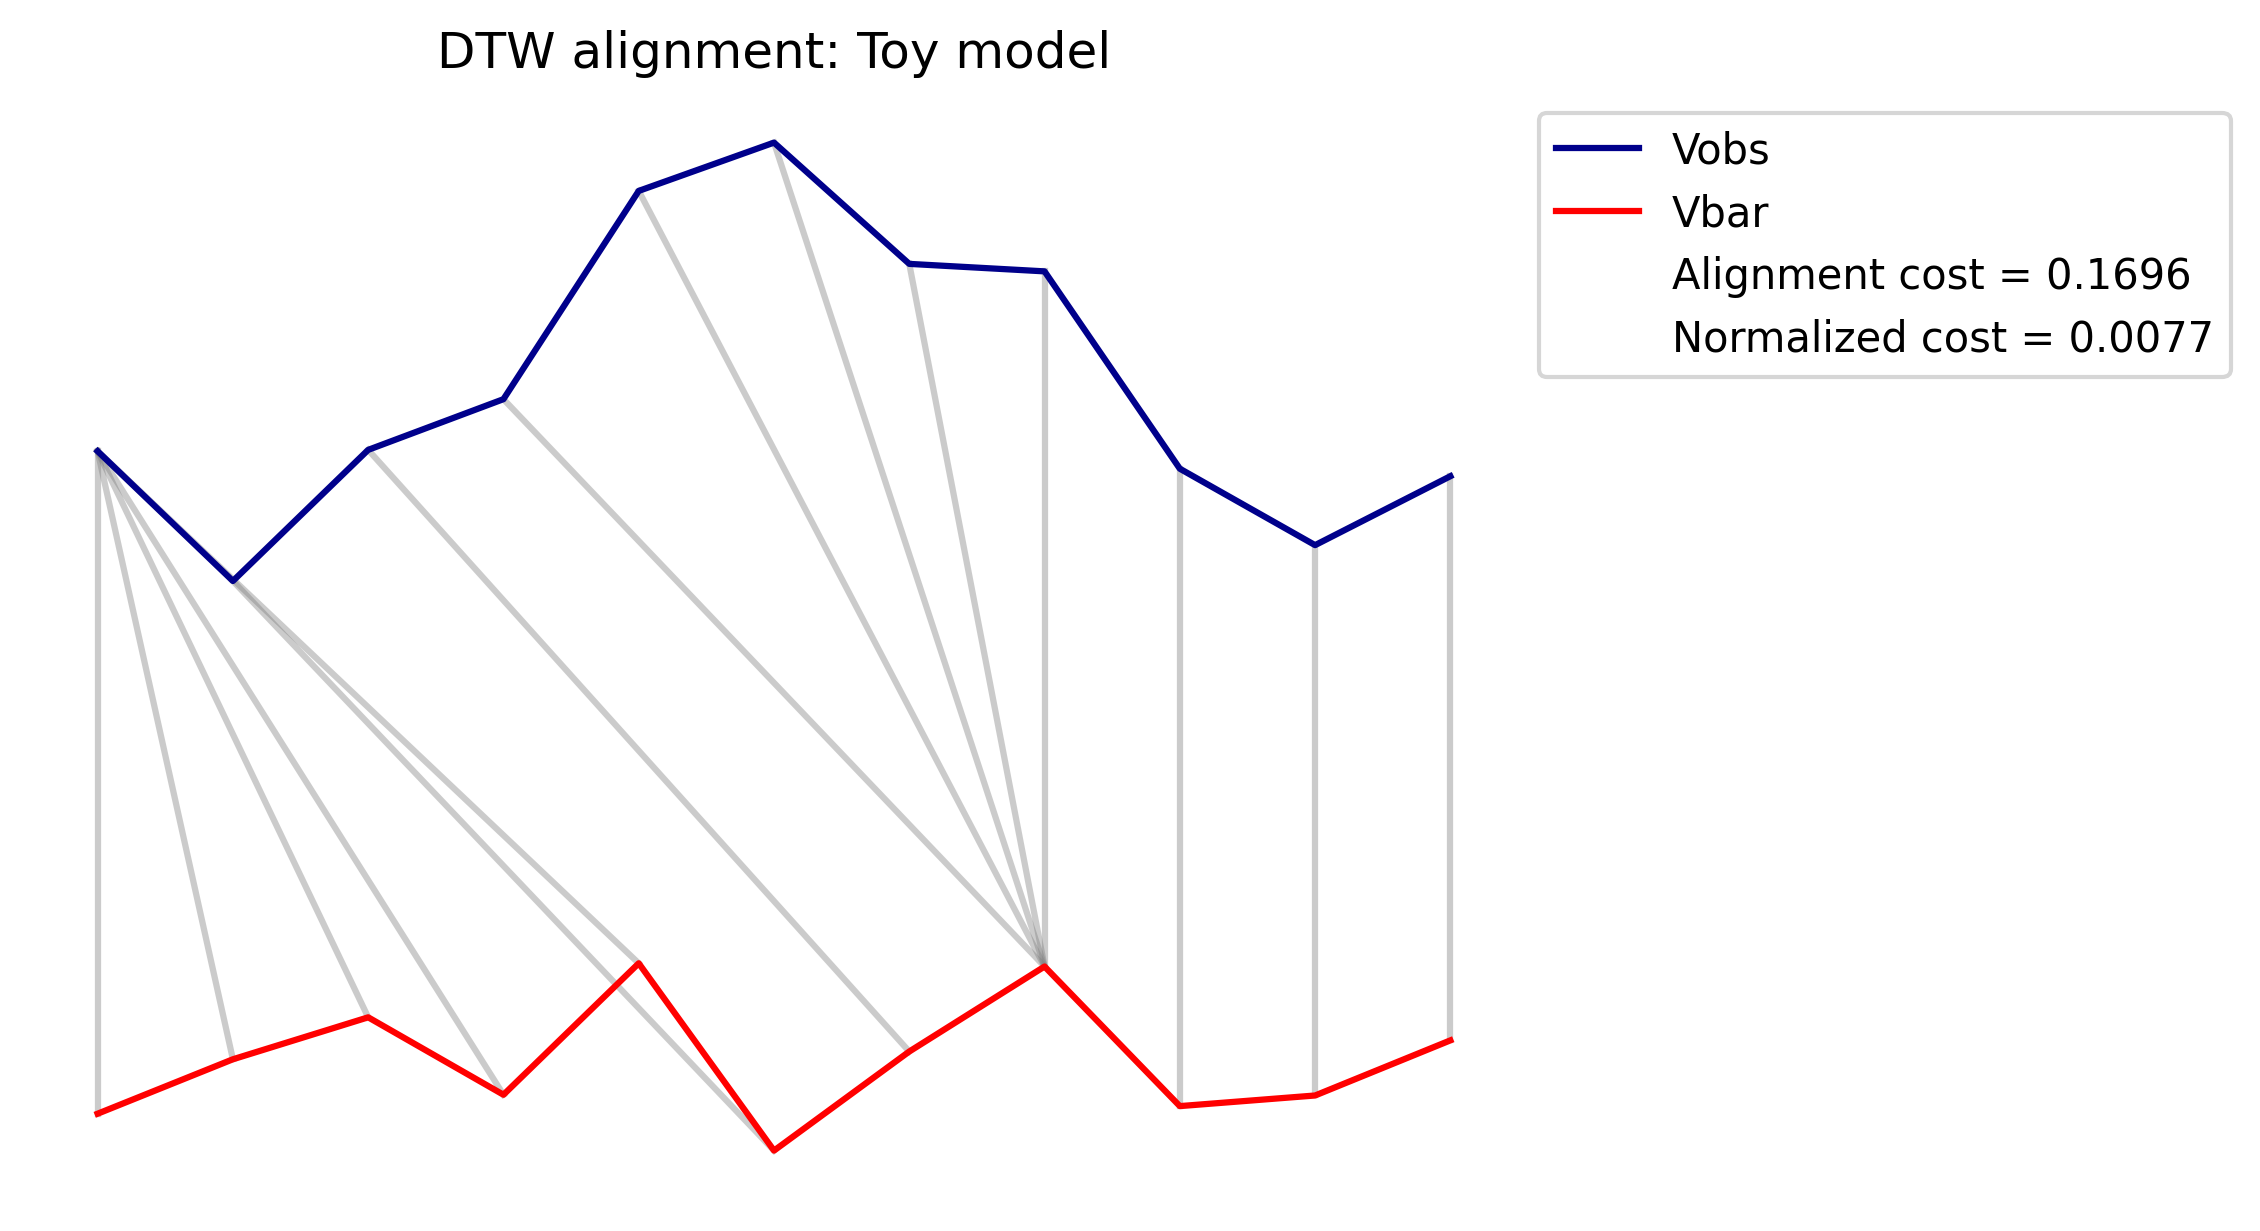 DTW alignment: Toy model
Vobs
Vbar
Alignment cost = 0.1696
Normalized cost = 0.0077